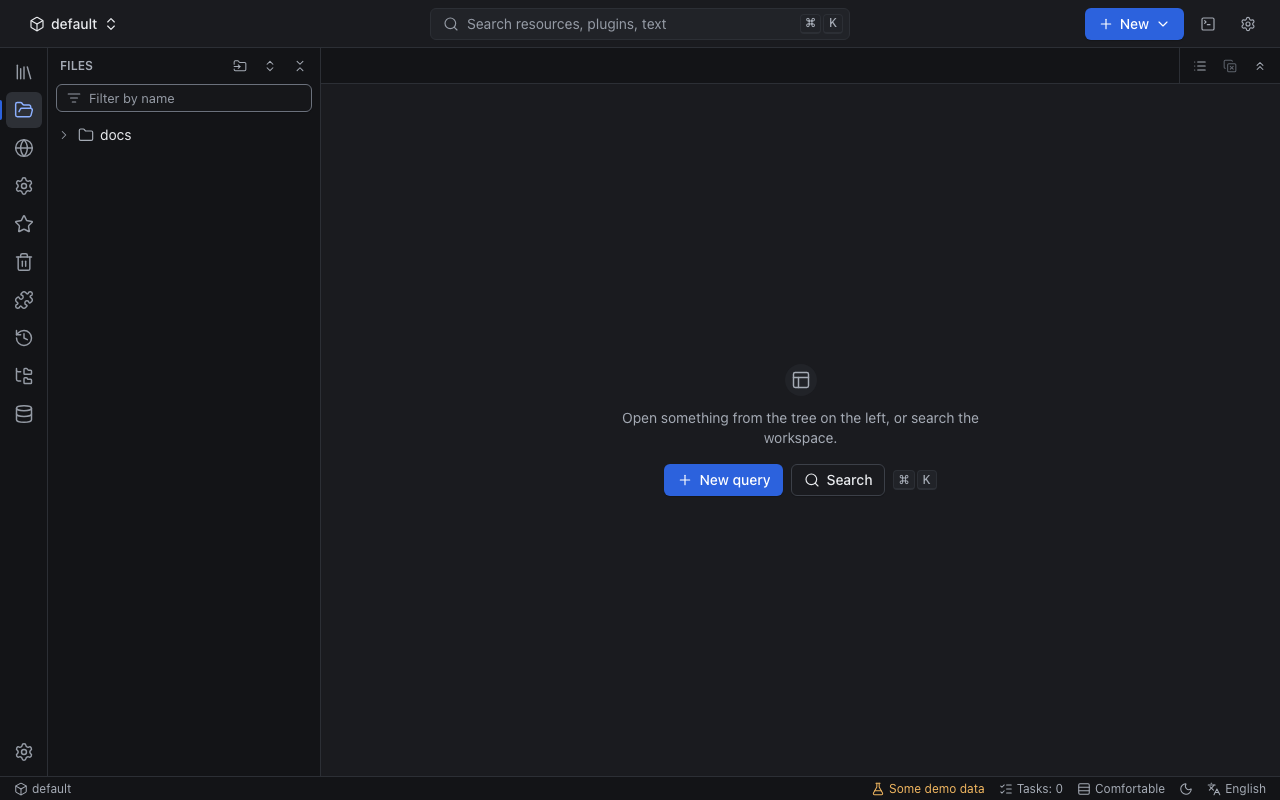 default
Search resources, plugins, text
⌘ K
New
FILES
Filter by name
docs
Open something from the tree on the left, or search the
workspace.
New query
Search
⌘ K
default
Some demo data
Tasks: 0
Comfortable
English